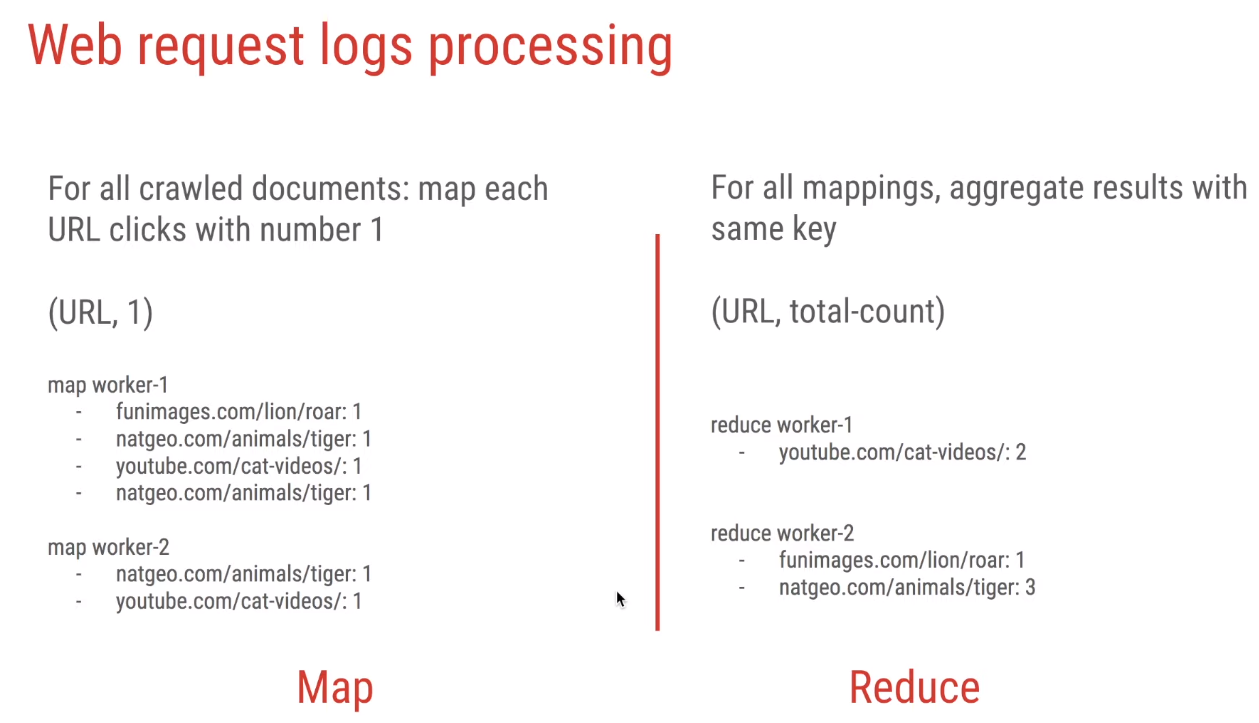 Web request logs processing
For all crawled documents: map each
URL clicks with number 1
(URL, 1)
map worker-1
- funimages.com/lion/roar: 1
- natgeo.com/animals/tiger: 1
- youtube.com/cat-videos/: 1
- natgeo.com/animals/tiger: 1
map worker-2
- natgeo.com/animals/tiger: 1
- youtube.com/cat-videos/: 1
Map
For all mappings, aggregate results with
same key
(URL, total-count)
reduce worker-1
- youtube.com/cat-videos/: 2
reduce worker-2
- funimages.com/lion/roar: 1
- natgeo.com/animals/tiger: 3
Reduce